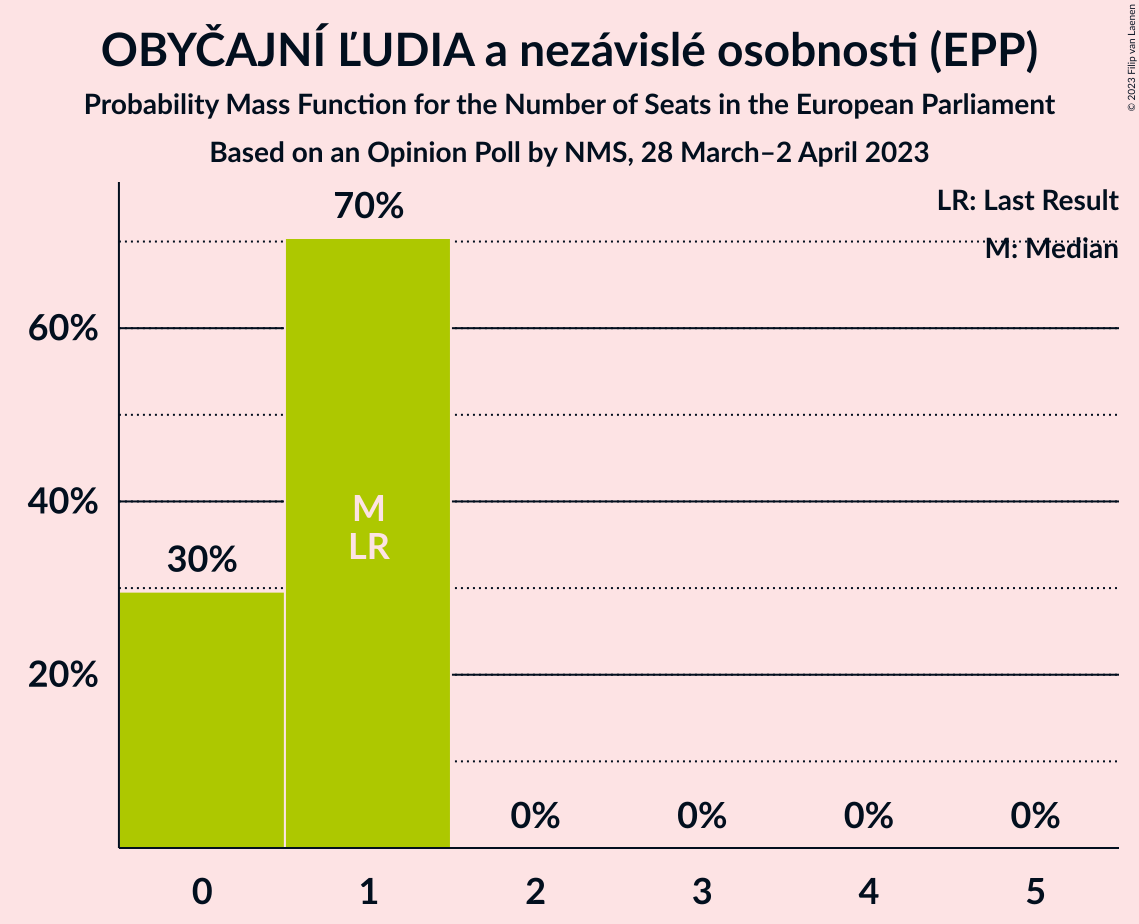 OBYČAJNÍ ĽUDIA a nezávislé osobnosti (EPP)
Probability Mass Function for the Number of Seats in the European Parliament
Based on an Opinion Poll by NMS, 28 March–2 April 2023
© 2023 Filip van Laenen
LR: Last Result
M: Median
70%
60%
40%
M
LR
30%
20%
0% 0% 0% 0%
0 1 2 3 4 5